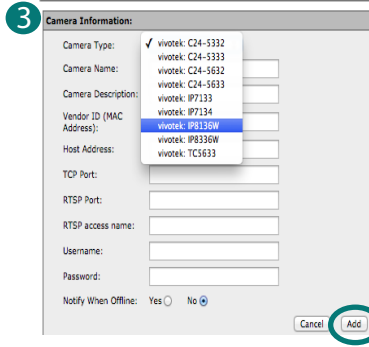 3
Camera Information:
Camera Type: ✓ vivotek: C24-5332
vivotek: C24-5333
Camera Name: vivotek: C24-5632
vivotek: C24-5633
Camera Description: vivotek: IP7133
vivotek: IP7134
Vendor ID (MAC Address): vivotek: IP8136W
vivotek: IP8336W
Host Address: vivotek: TC5633
TCP Port:
RTSP Port:
RTSP access name:
Username:
Password:
Notify When Offline: Yes No
Cancel Add